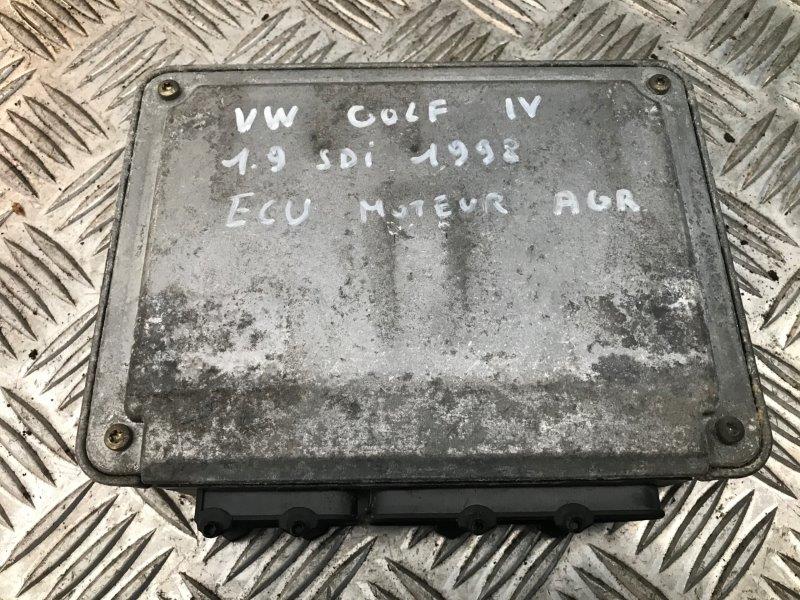 VW GOLF IV
1.9 SDi 1998
ECU MOTEUR AGR